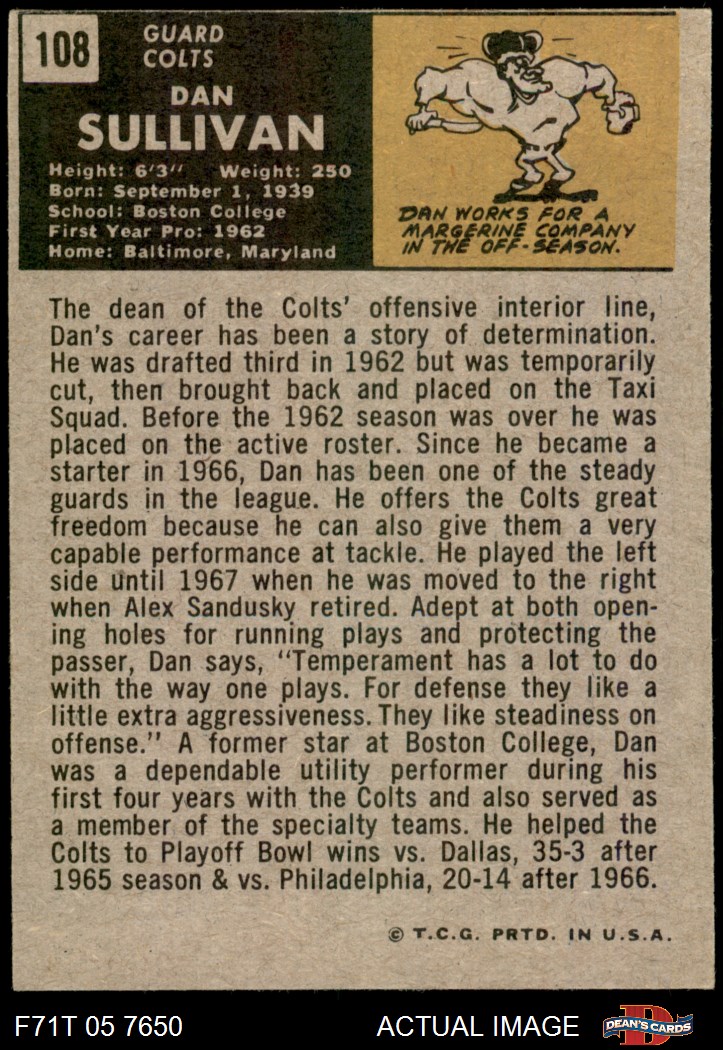 108
GUARD
COLTS
DAN
SULLIVAN
Height: 6'3" Weight: 250
Born: September 1, 1939
School: Boston College
First Year Pro: 1962
Home: Baltimore, Maryland
DAN WORKS FOR A
MARGERINE COMPANY
IN THE OFF-SEASON.
The dean of the Colts' offensive interior line,
Dan's career has been a story of determination.
He was drafted third in 1962 but was temporarily
cut, then brought back and placed on the Taxi
Squad. Before the 1962 season was over he was
placed on the active roster. Since he became a
starter in 1966, Dan has been one of the steady
guards in the league. He offers the Colts great
freedom because he can also give them a very
capable performance at tackle. He played the left
side until 1967 when he was moved to the right
when Alex Sandusky retired. Adept at both open-
ing holes for running plays and protecting the
passer, Dan says, "Temperament has a lot to do
with the way one plays. For defense they like a
little extra aggressiveness. They like steadiness on
offense." A former star at Boston College, Dan
was a dependable utility performer during his
first four years with the Colts and also served as
a member of the specialty teams. He helped the
Colts to Playoff Bowl wins vs. Dallas, 35-3 after
1965 season & vs. Philadelphia, 20-14 after 1966.
© T.C.G. PRTD. IN U.S.A.
F71T 05 7650
ACTUAL IMAGE
D
DEAN'S CARDS